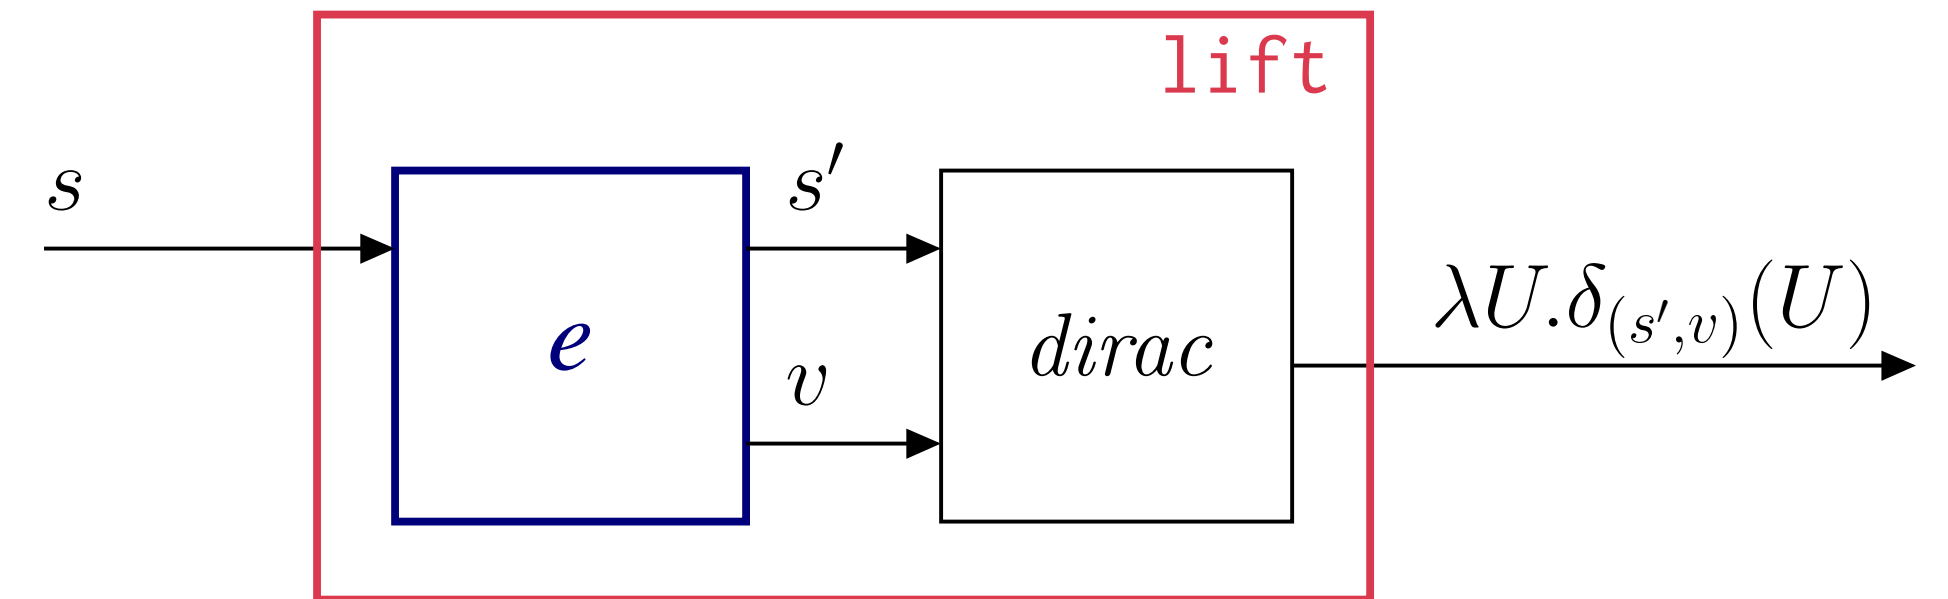 lift
s
s′
e
v
dirac
λU.δ(s′,v)(U)